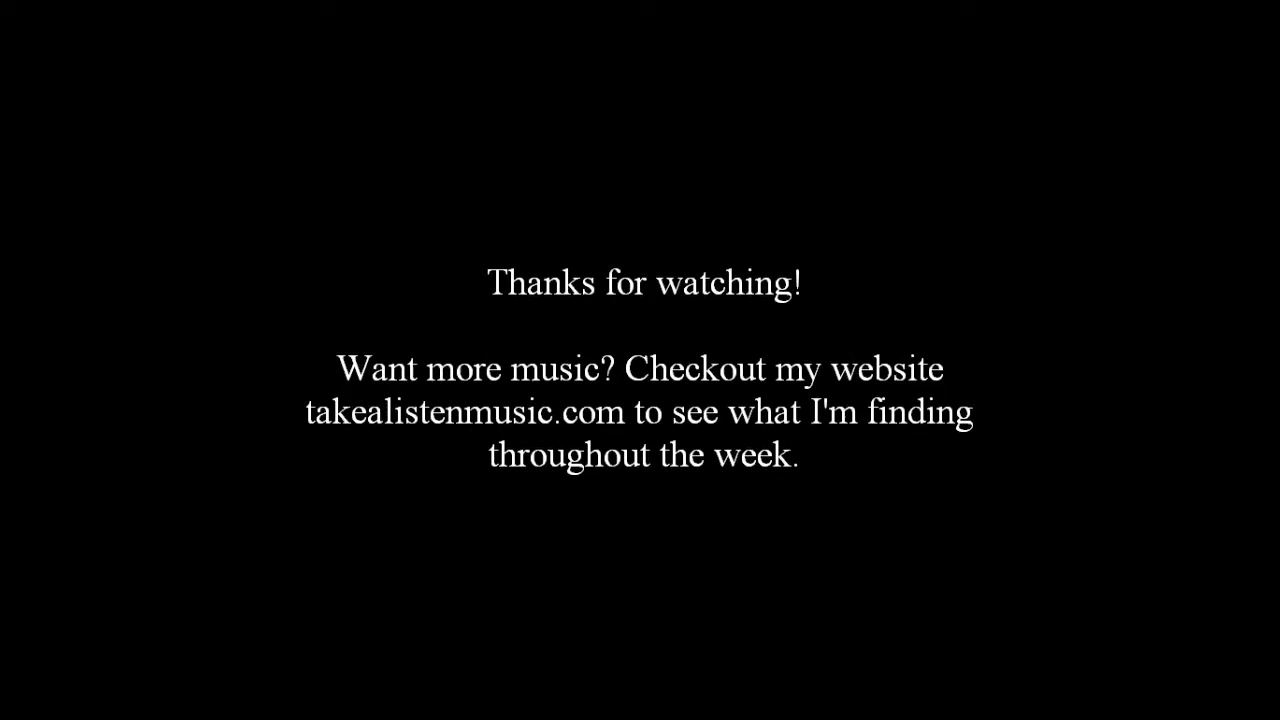 Thanks for watching!
Want more music? Checkout my website
takealistenmusic.com to see what I'm finding
throughout the week.